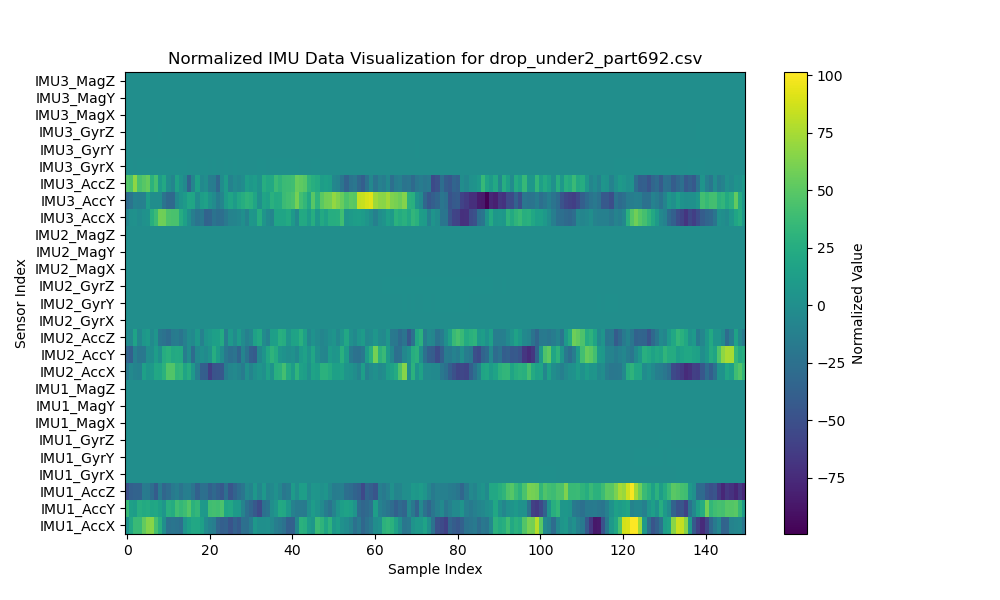 Normalized IMU Data Visualization for drop_under2_part692.csv
Sensor Index
IMU3_MagZ
IMU3_MagY
IMU3_MagX
IMU3_GyrZ
IMU3_GyrY
IMU3_GyrX
IMU3_AccZ
IMU3_AccY
IMU3_AccX
IMU2_MagZ
IMU2_MagY
IMU2_MagX
IMU2_GyrZ
IMU2_GyrY
IMU2_GyrX
IMU2_AccZ
IMU2_AccY
IMU2_AccX
IMU1_MagZ
IMU1_MagY
IMU1_MagX
IMU1_GyrZ
IMU1_GyrY
IMU1_GyrX
IMU1_AccZ
IMU1_AccY
IMU1_AccX
0 20 40 60 80 100 120 140
Sample Index
100
75
50
25
0
−25
−50
−75
Normalized Value